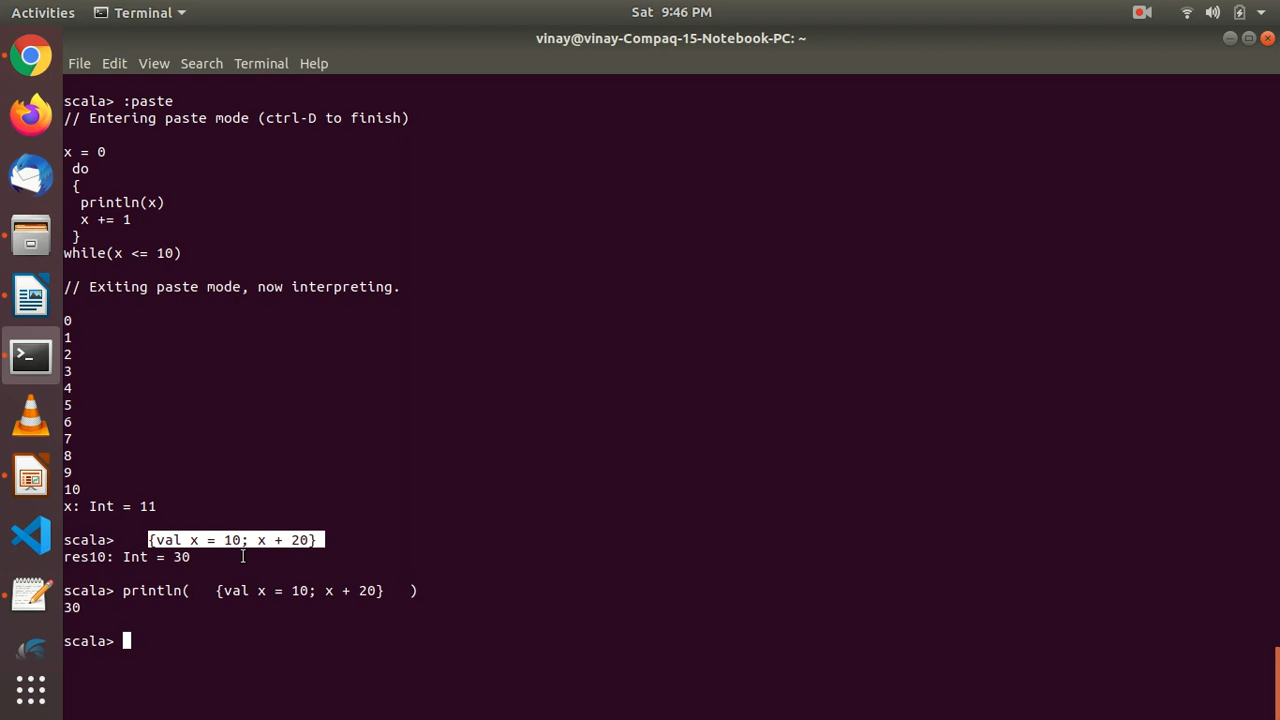 Activities Terminal Sat 9:46 PM
vinay@vinay-Compaq-15-Notebook-PC: ~
File Edit View Search Terminal Help
scala> :paste
// Entering paste mode (ctrl-D to finish)
x = 0
do
{
println(x)
x += 1
}
while(x <= 10)
// Exiting paste mode, now interpreting.
0
1
2
3
4
5
6
7
8
9
10
x: Int = 11
scala> {val x = 10; x + 20}
res10: Int = 30
scala> println( {val x = 10; x + 20} )
30
scala>